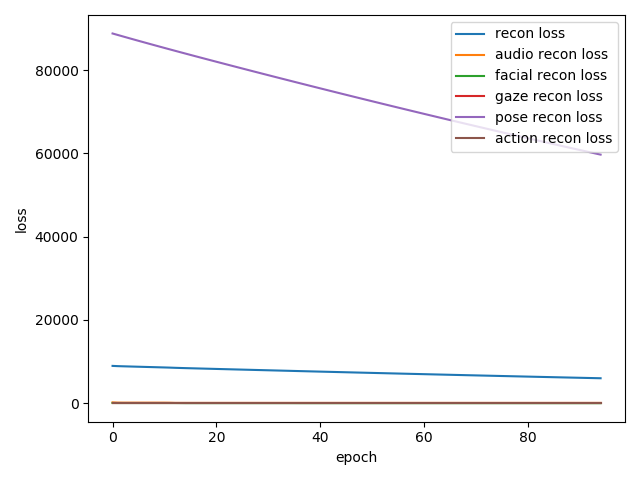 recon loss
audio recon loss
facial recon loss
gaze recon loss
pose recon loss
action recon loss
80000
60000
40000
20000
0
loss
0 20 40 60 80
epoch